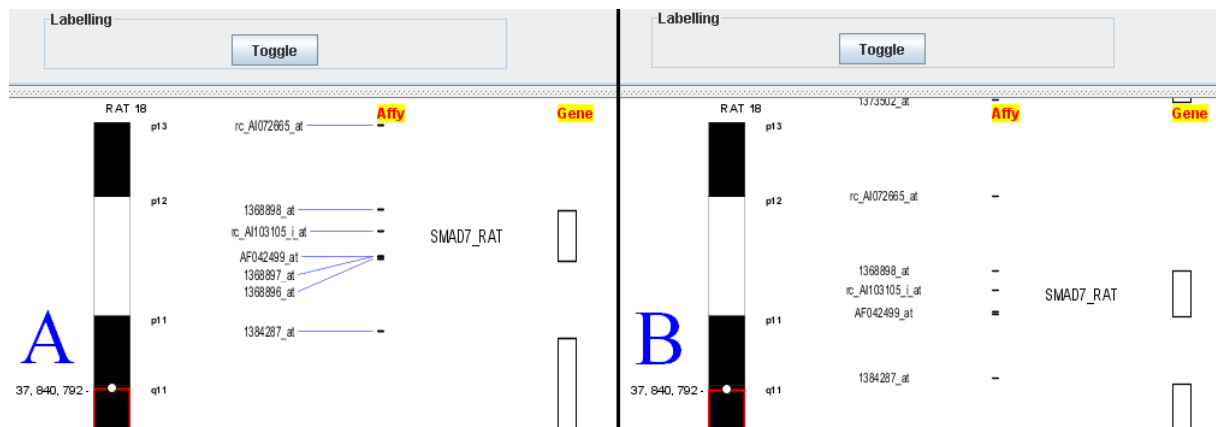 Labelling
Toggle
RAT 18
Affy
Gene
p13
rc_AI072665_at
p12
1368898_at
rc_AI103105_i_at
SMAD7_RAT
AF042499_at
1368897_at
1368896_at
p11
1384287_at
A
37, 840, 792 -
q11
Labelling
Toggle
RAT 18
1373502_at
Affy
Gene
p13
p12
rc_AI072665_at
1368898_at
rc_AI103105_i_at
SMAD7_RAT
AF042499_at
p11
B
1384287_at
37, 840, 792 -
q11